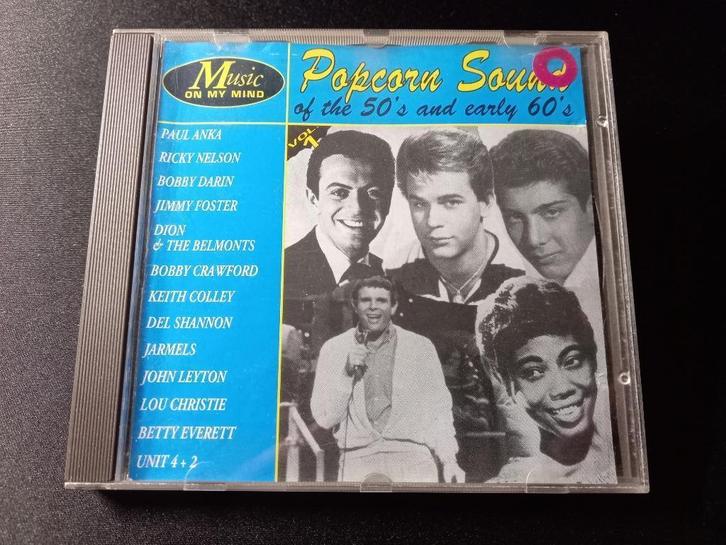 Music
ON MY MIND
Popcorn Sound
of the 50's and early 60's
VOL. 1
PAUL ANKA
RICKY NELSON
BOBBY DARIN
JIMMY FOSTER
DION
& THE BELMONTS
BOBBY CRAWFORD
KEITH COLLEY
DEL SHANNON
JARMELS
JOHN LEYTON
LOU CHRISTIE
BETTY EVERETT
UNIT 4 + 2